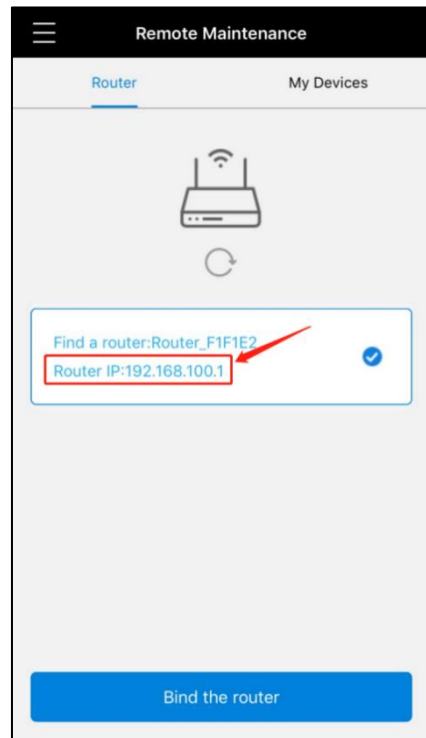 Remote Maintenance
Router
My Devices
Find a router:Router_F1F1E2
Router IP:192.168.100.1
Bind the router